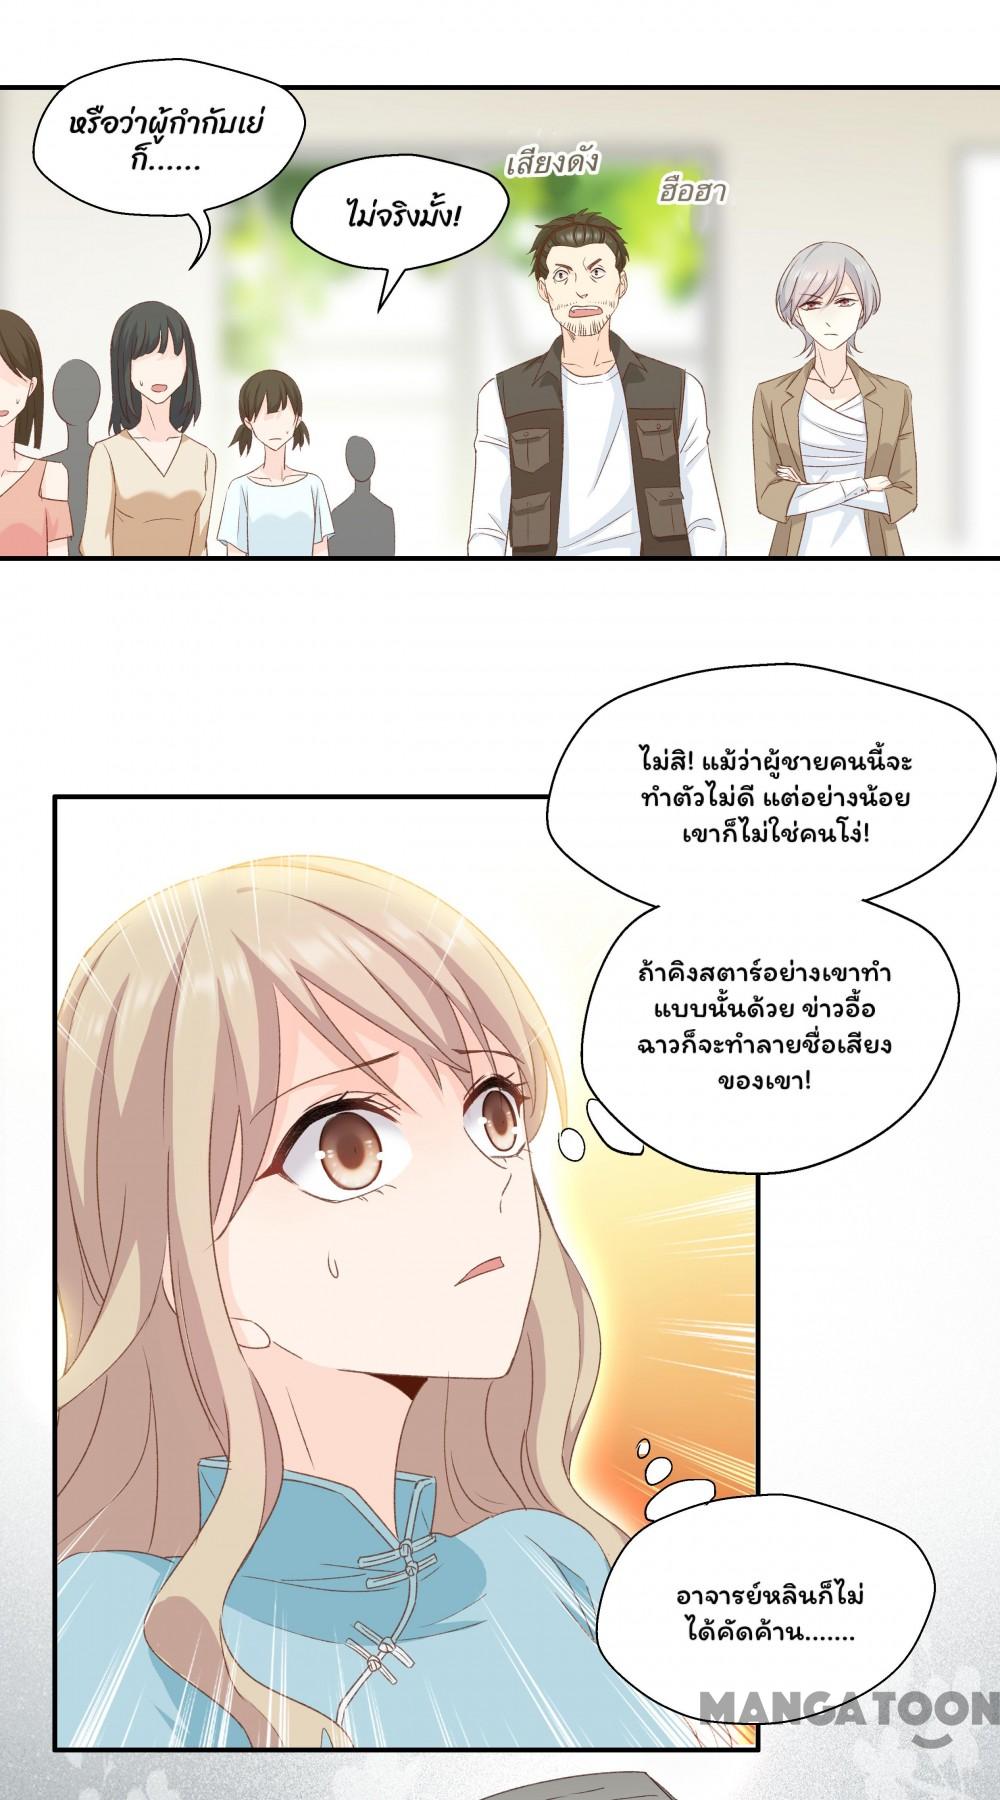 หรือว่าผู้กำกับเย่
ก็......
ไม่จริงมั้ง!
เสียงดัง
ฮือฮา
ไม่สิ! แม้ว่าผู้ชายคนนี้จะ
ทำตัวไม่ดี แต่อย่างน้อย
เขาก็ไม่ใช่คนโง่!
ถ้าคิงสตาร์อย่างเขาทำ
แบบนั้นด้วย ข่าวอื้อ
ฉาวก็จะทำลายชื่อเสียง
ของเขา!
อาจารย์หลินก็ไม่
ได้คัดค้าน.......
MANGATOON